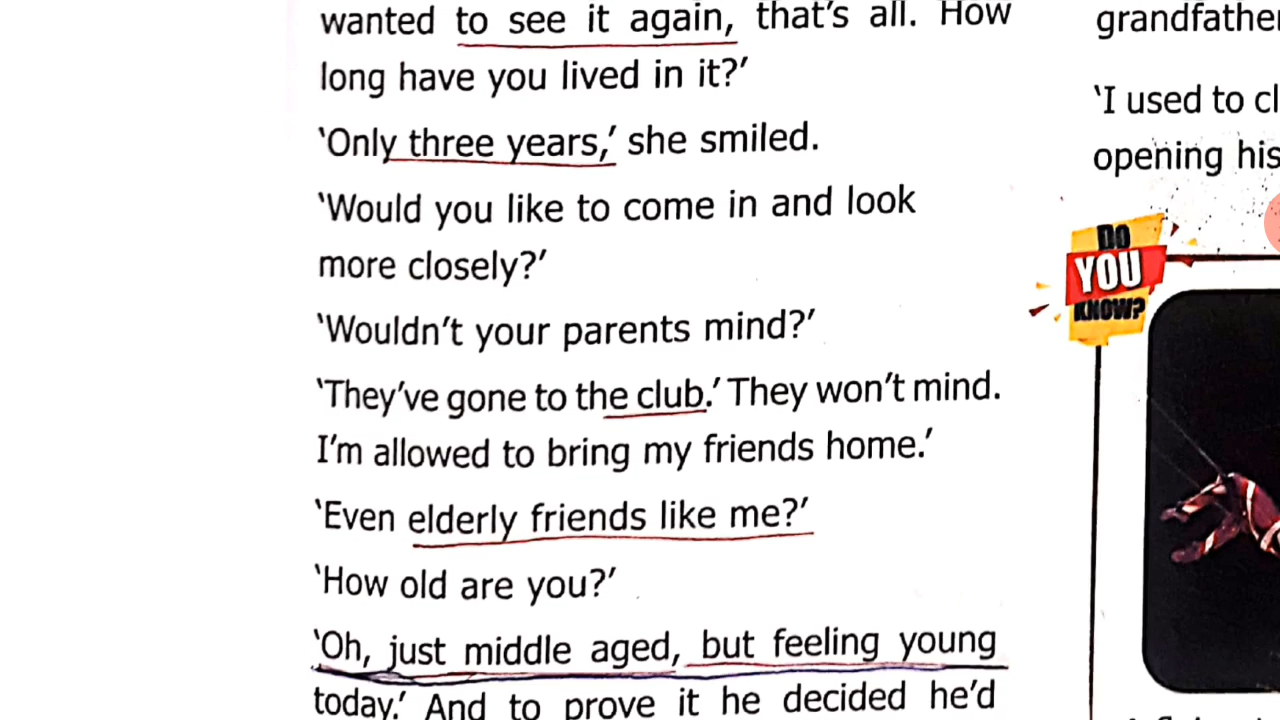 wanted to see it again, that's all. How
long have you lived in it?'
'Only three years,' she smiled.
'Would you like to come in and look
more closely?'
'Wouldn't your parents mind?'
'They've gone to the club.' They won't mind.
I'm allowed to bring my friends home.'
'Even elderly friends like me?'
'How old are you?'
'Oh, just middle aged, but feeling young
today.' And to prove it he decided he'd
grandfather
'I used to cl
opening his
DO
YOU
KNOW?